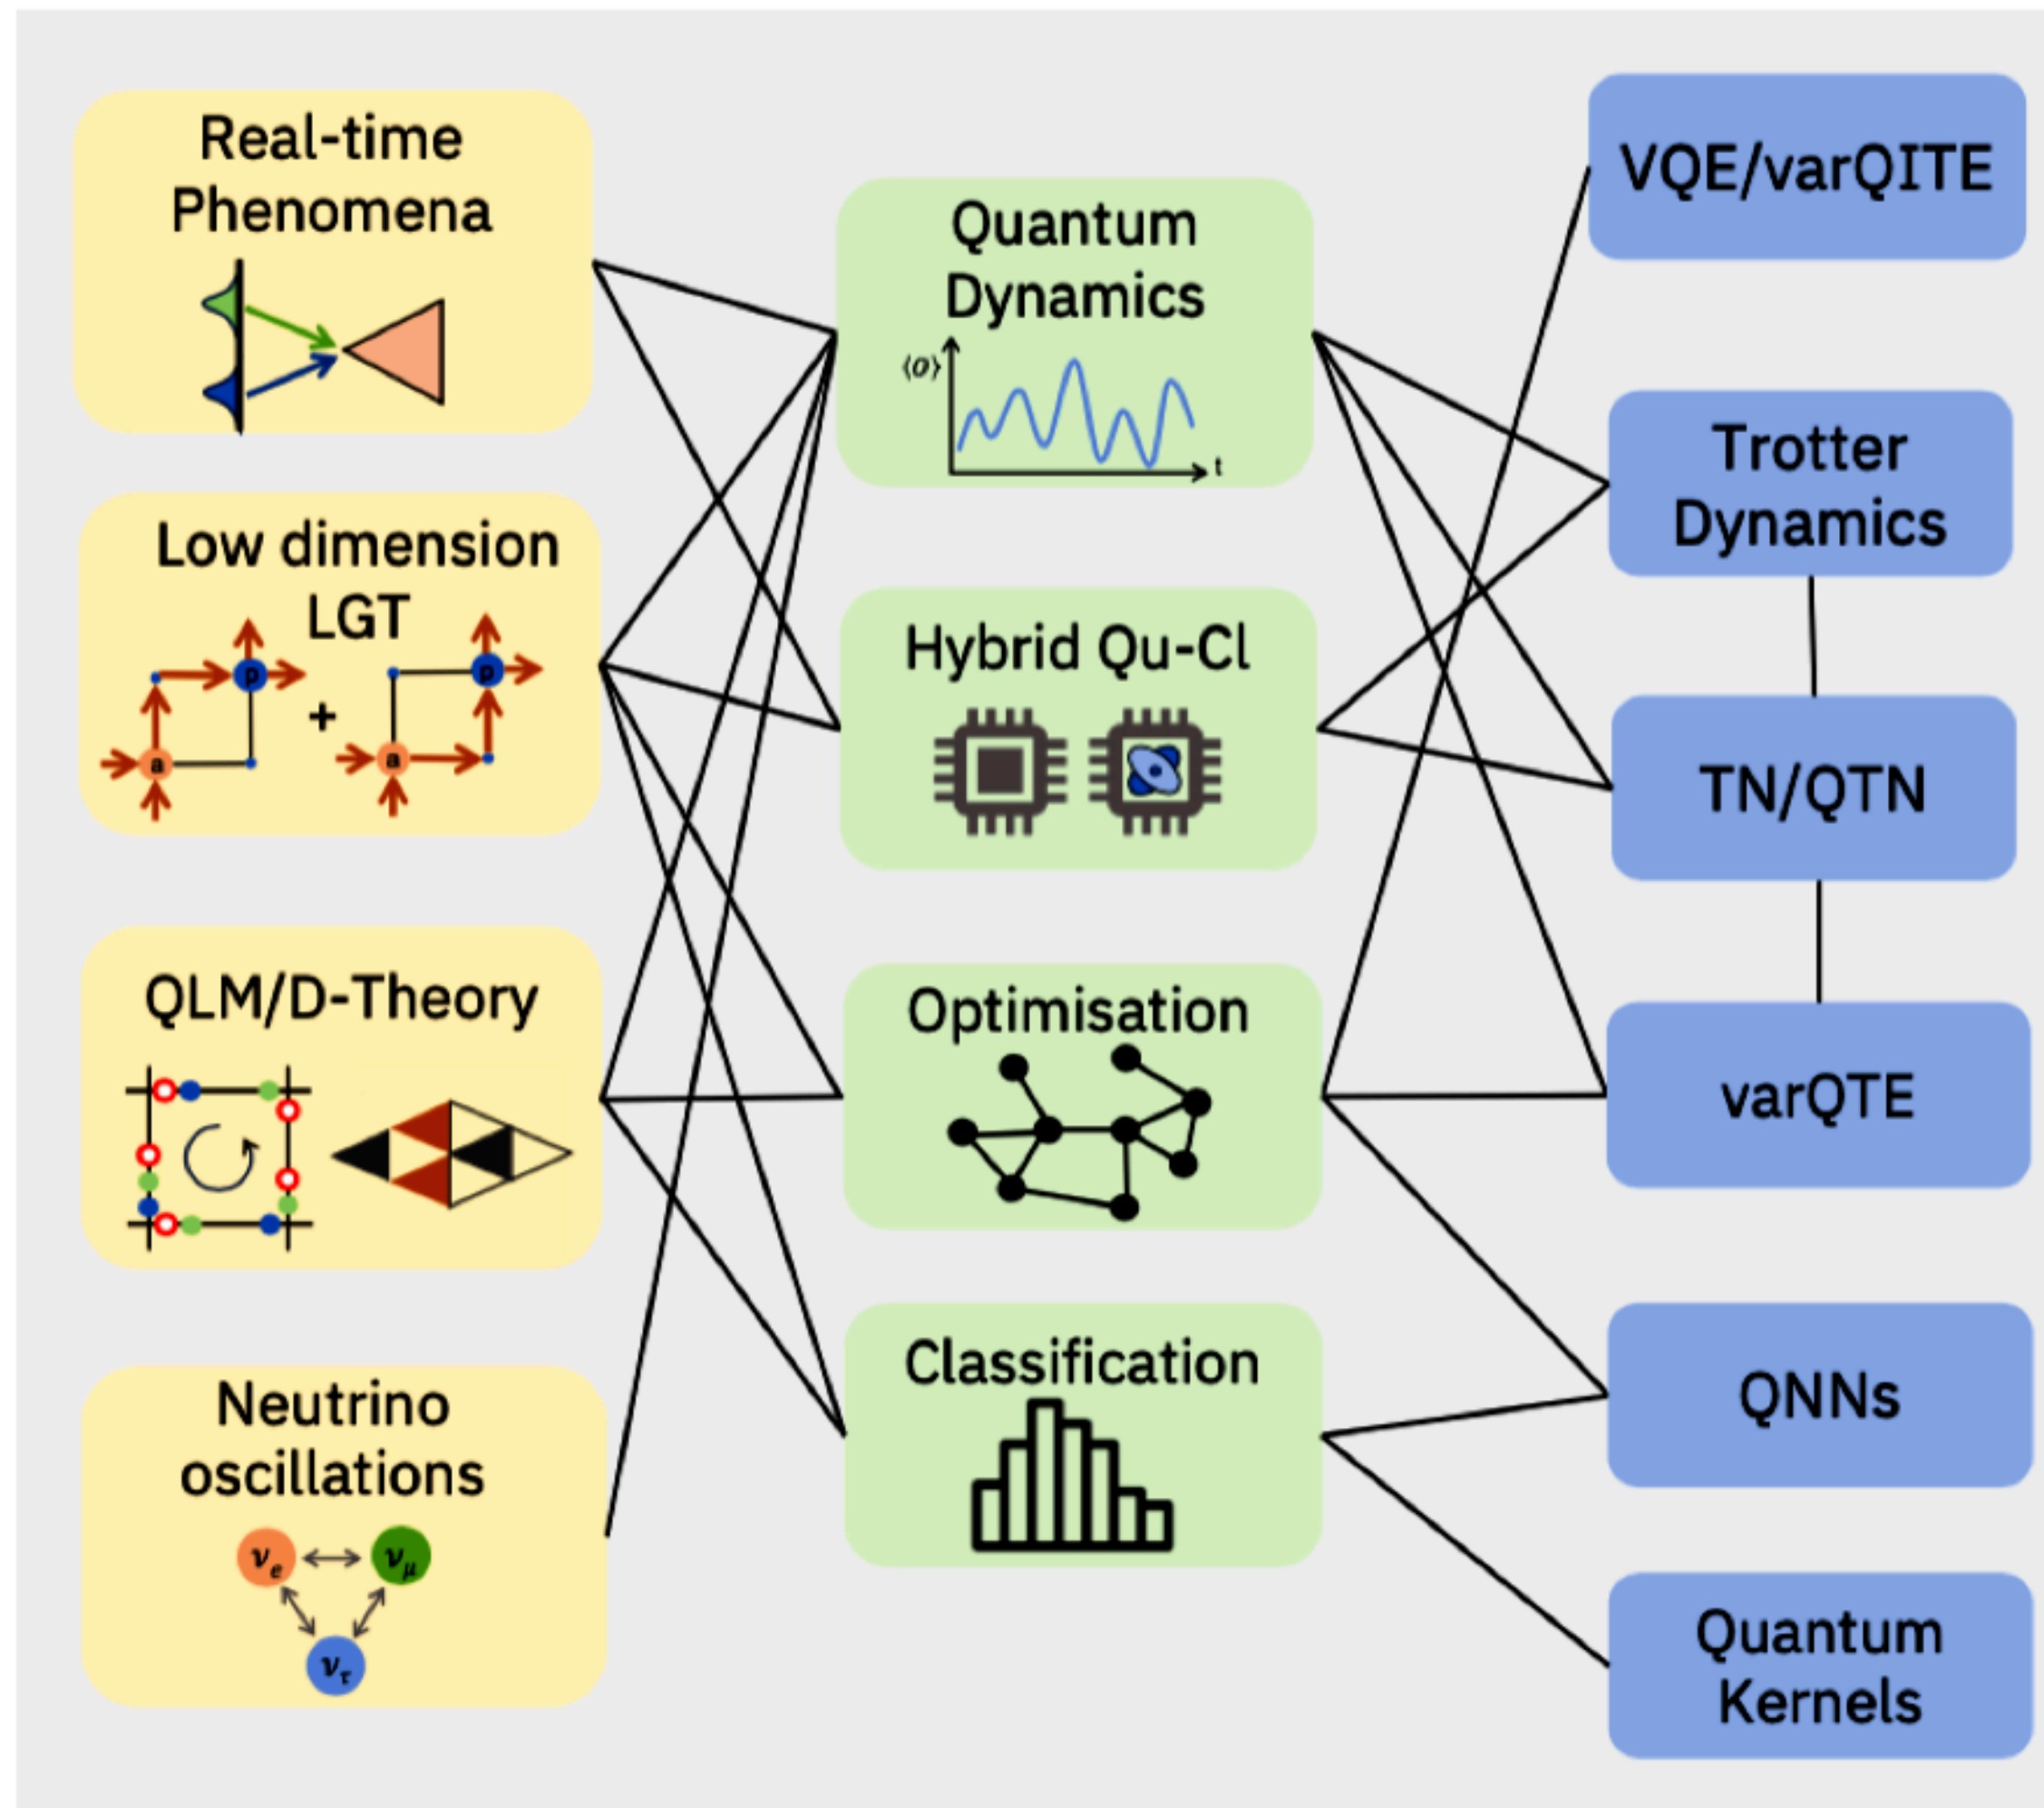 Real-time
Phenomena
Low dimension
LGT
p
p
+
a
a
QLM/D-Theory
Neutrino
oscillations
νe
νμ
ντ
Quantum
Dynamics
⟨O⟩
t
Hybrid Qu-Cl
Optimisation
Classification
VQE/varQITE
Trotter
Dynamics
TN/QTN
varQTE
QNNs
Quantum
Kernels